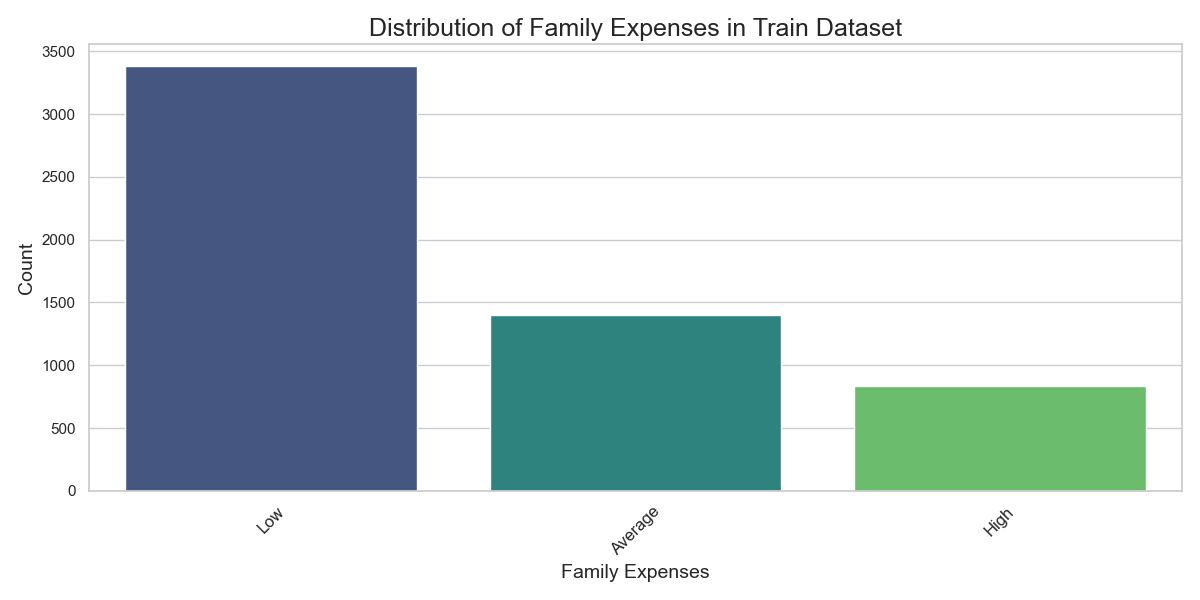 Distribution of Family Expenses in Train Dataset
Count
3500
3000
2500
2000
1500
1000
500
0
Low
Average
High
Family Expenses